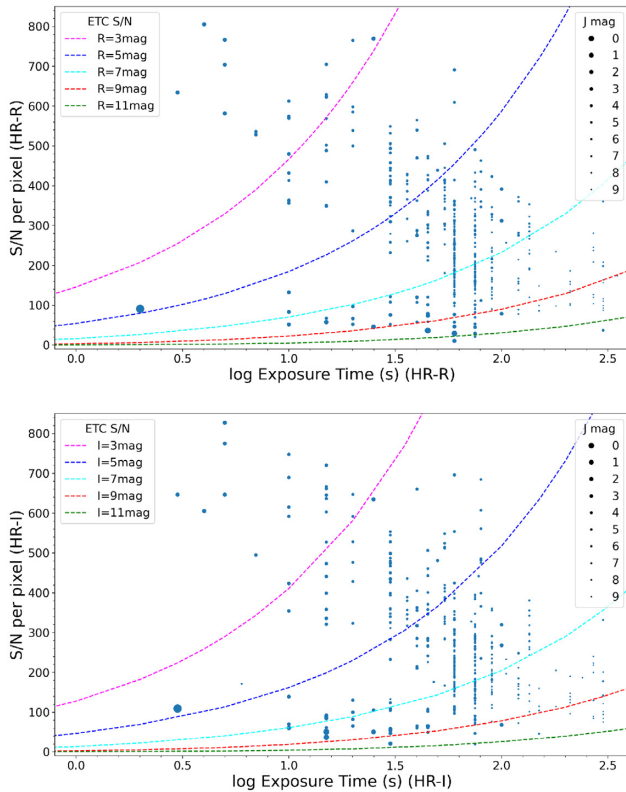 ETC S/N
R=3mag
R=5mag
R=7mag
R=9mag
R=11mag
J mag
0
1
2
3
4
5
6
7
8
9
800
700
600
500
400
300
200
100
0
S/N per pixel (HR-R)
0.0 0.5 1.0 1.5 2.0 2.5
log Exposure Time (s) (HR-R)
ETC S/N
I=3mag
I=5mag
I=7mag
I=9mag
I=11mag
J mag
0
1
2
3
4
5
6
7
8
9
800
700
600
500
400
300
200
100
0
S/N per pixel (HR-I)
0.0 0.5 1.0 1.5 2.0 2.5
log Exposure Time (s) (HR-I)